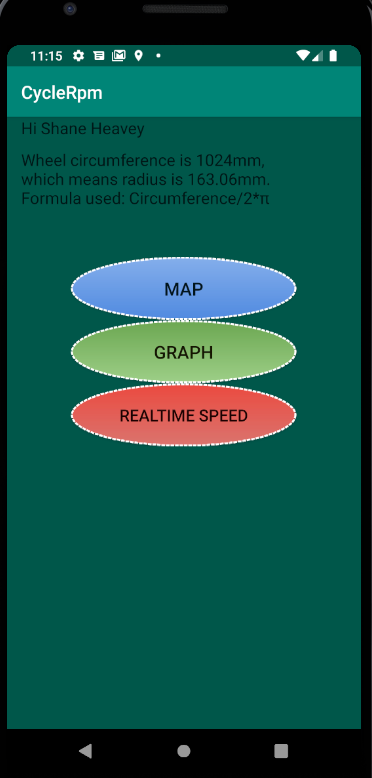 11:15
CycleRpm
Hi Shane Heavey
Wheel circumference is 1024mm,
which means radius is 163.06mm.
Formula used: Circumference/2*π
MAP
GRAPH
REALTIME SPEED